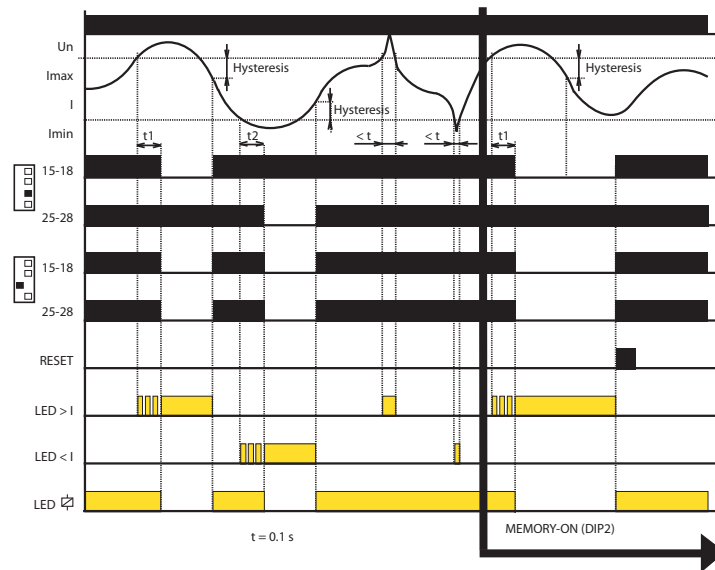 Un
Imax
Hysteresis
Hysteresis
I
Hysteresis
Imin
t1
t2
< t
< t
t1
15-18
25-28
15-18
25-28
RESET
LED > I
LED < I
LED
t = 0.1 s
MEMORY-ON (DIP2)